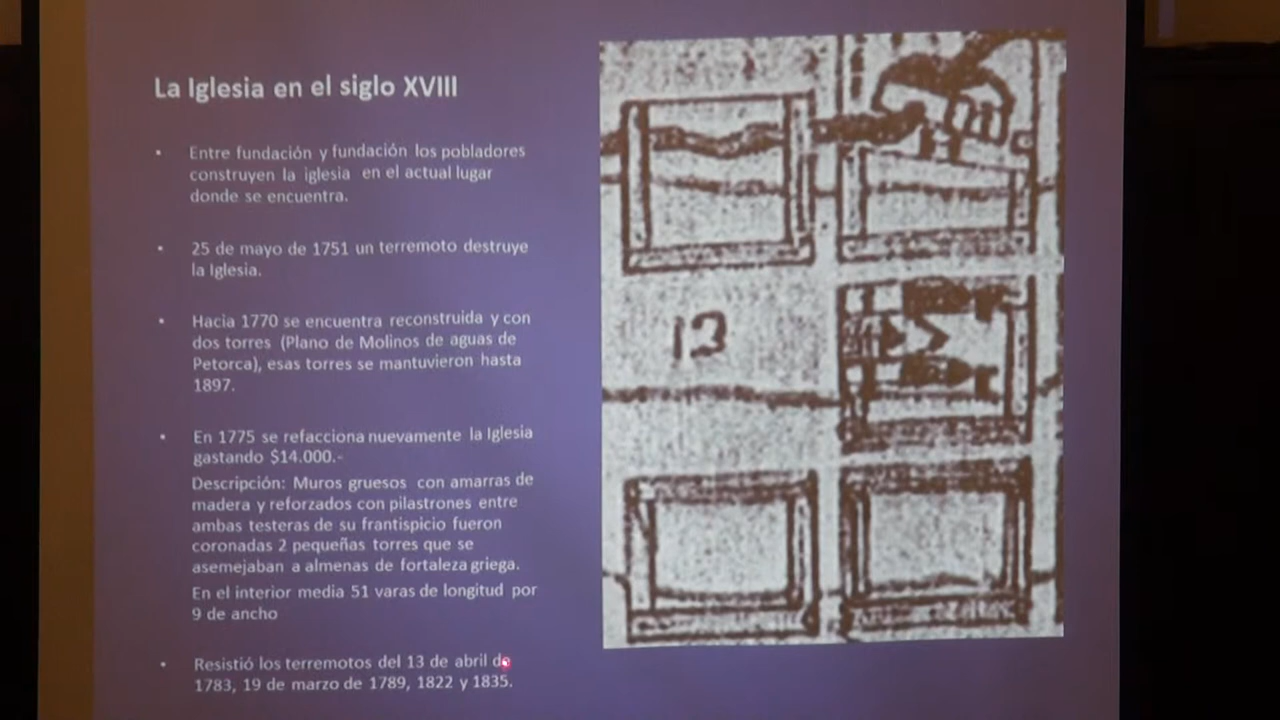 La Iglesia en el siglo XVIII
• Entre fundación y fundación los pobladores
construyen la iglesia en el actual lugar
donde se encuentra.
• 25 de mayo de 1751 un terremoto destruye
la Iglesia.
• Hacia 1770 se encuentra reconstruida y con
dos torres (Plano de Molinos de aguas de
Petorca), esas torres se mantuvieron hasta
1897.
• En 1775 se refacciona nuevamente la Iglesia
gastando $14.000.-
Descripción: Muros gruesos con amarras de
madera y reforzados con pilastrones entre
ambas testeras de su frantispicio fueron
coronadas 2 pequeñas torres que se
asemejaban a almenas de fortaleza griega.
En el interior media 51 varas de longitud por
9 de ancho
• Resistió los terremotos del 13 de abril de
1783, 19 de marzo de 1789, 1822 y 1835.
12